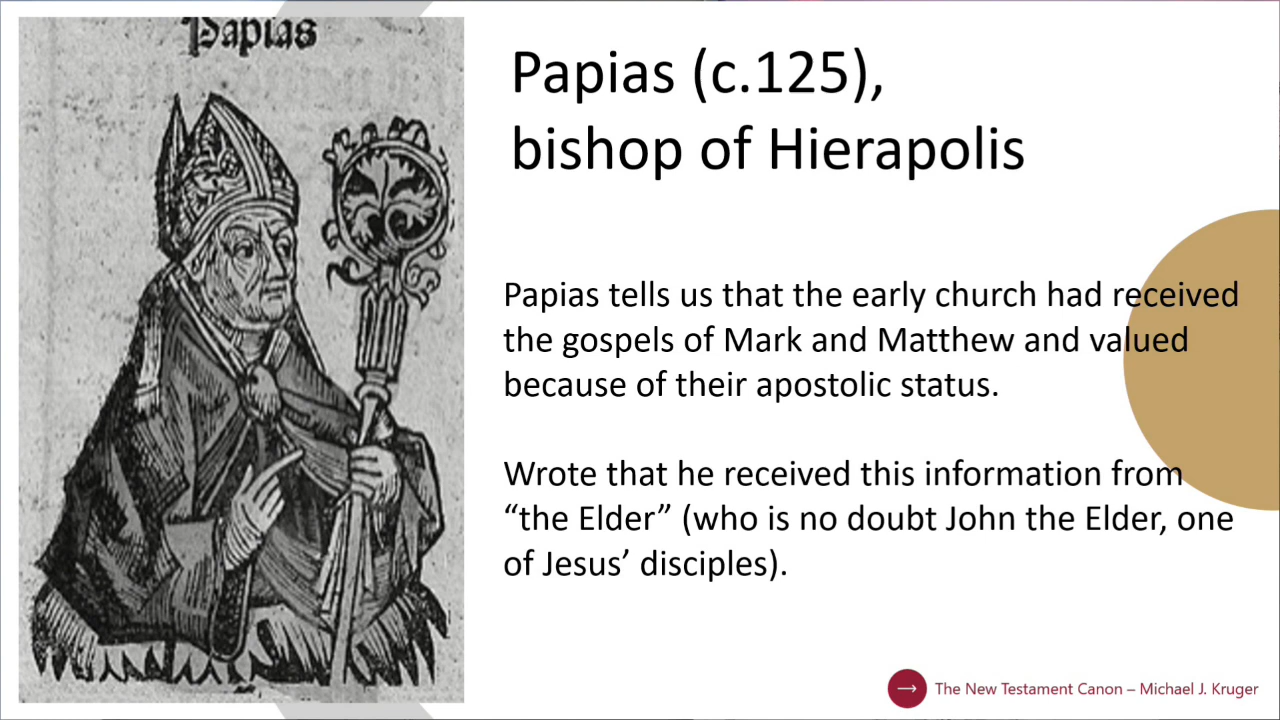 Papias
Papias (c.125),
bishop of Hierapolis
Papias tells us that the early church had received
the gospels of Mark and Matthew and valued
because of their apostolic status.
Wrote that he received this information from
“the Elder” (who is no doubt John the Elder, one
of Jesus’ disciples).
The New Testament Canon – Michael J. Kruger